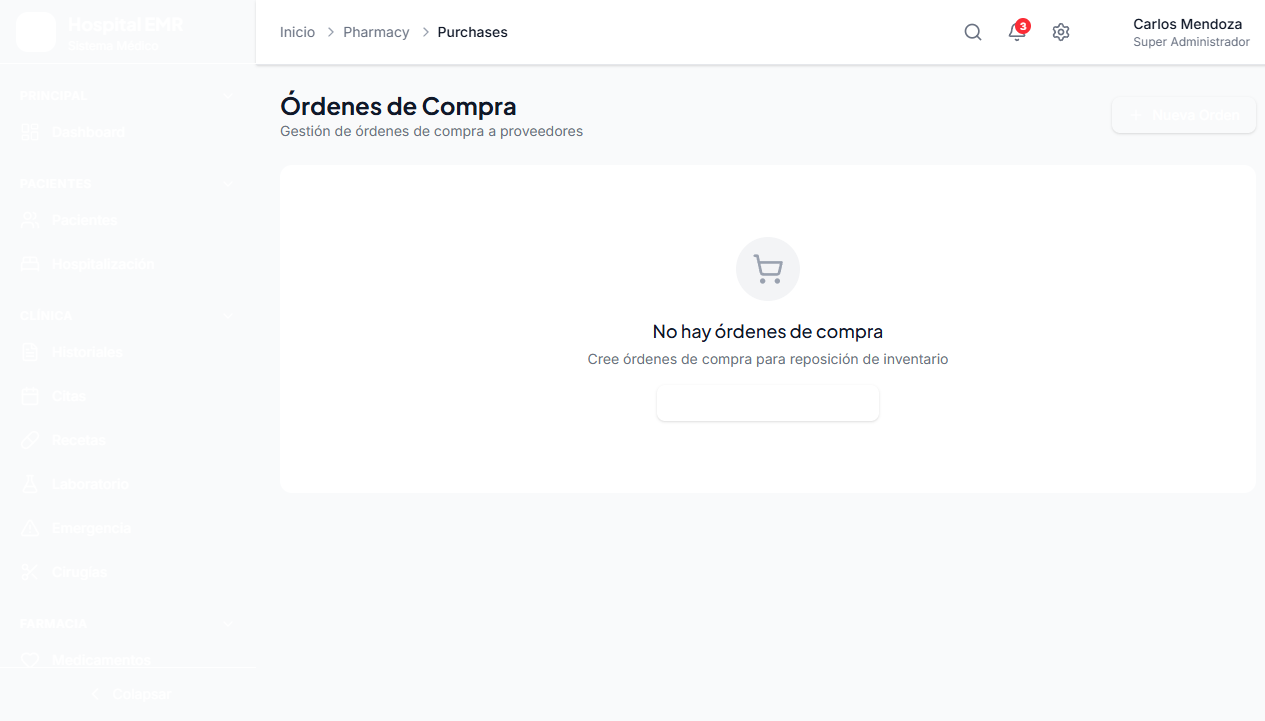 Hospital EMR
Sistema Médico
PRINCIPAL
Dashboard
PACIENTES
Pacientes
Hospitalización
CLÍNICA
Historiales
Citas
Recetas
Laboratorio
Emergencia
Cirugías
FARMACIA
Medicamentos
Colapsar
Inicio > Pharmacy > Purchases
3
Carlos Mendoza
Super Administrador
Órdenes de Compra
Gestión de órdenes de compra a proveedores
Nueva Orden
No hay órdenes de compra
Cree órdenes de compra para reposición de inventario